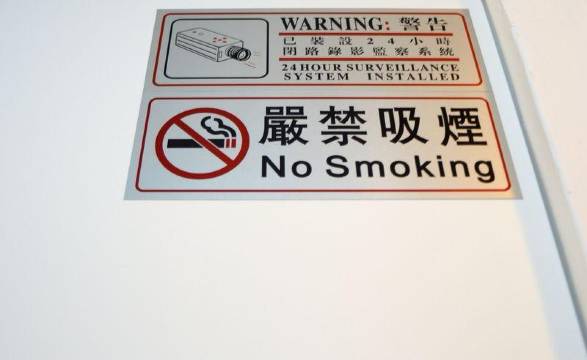 WARNING: 警告
已裝設24小時
閉路錄影監察系統
24 HOUR SURVEILLANCE
SYSTEM INSTALLED
嚴禁吸煙
No Smoking